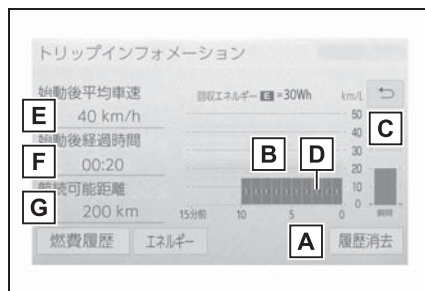 トリップインフォメーション
始動後平均車速
40 km/h
始動後経過時間
00:20
航続可能距離
200 km
回収エネルギー E =30Wh
km/L
50
40
30
20
10
0
15分前 10 5 0 瞬間
燃費履歴 エネルギー 履歴消去
E
F
G
B
D
C
A